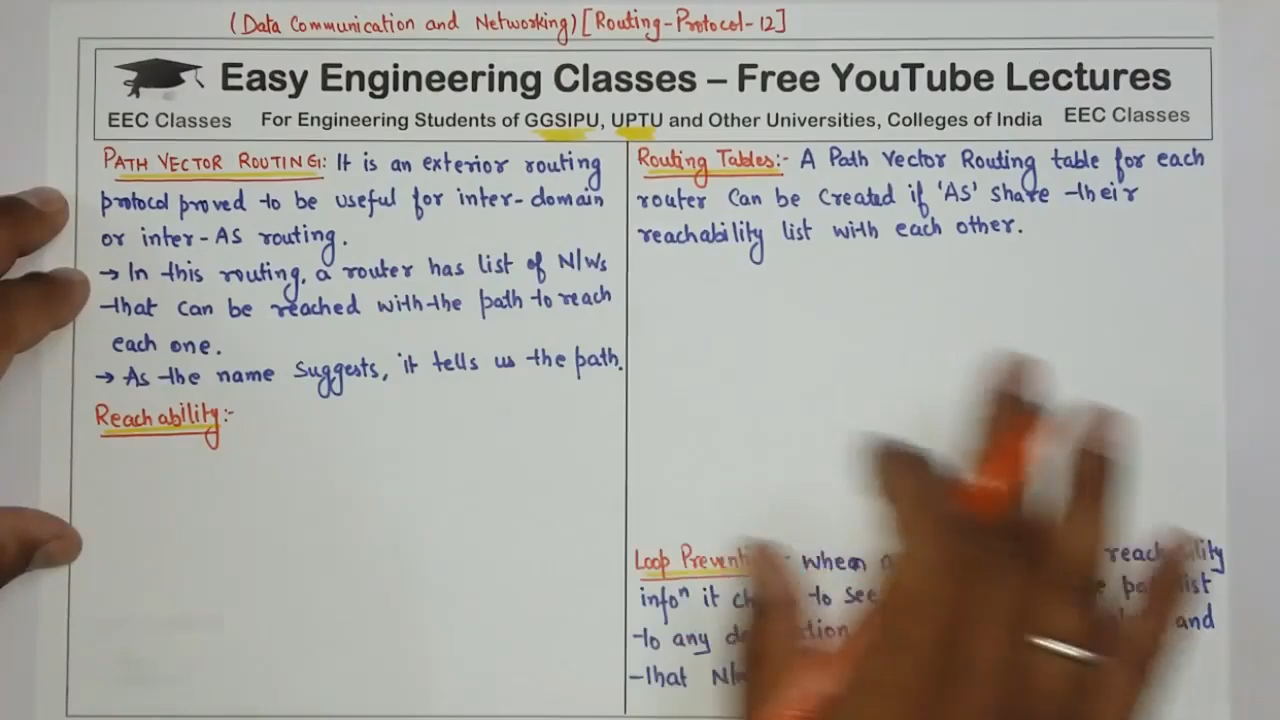 (Data Communication and Networking) [Routing-Protocol-12]
Easy Engineering Classes – Free YouTube Lectures
EEC Classes For Engineering Students of GGSIPU, UPTU and Other Universities, Colleges of India EEC Classes
PATH VECTOR ROUTING: It is an exterior routing
protocol proved to be useful for inter-domain
or inter-AS routing.
→ In this routing, a router has list of N/Ws
that can be reached with the path to reach
each one.
→ As the name suggests, it tells us the path.
Reachability:-
Routing Tables:- A Path Vector Routing table for each
router can be created if 'AS' share their
reachability list with each other.
Loop when
infoⁿ it to see list
to any and
that